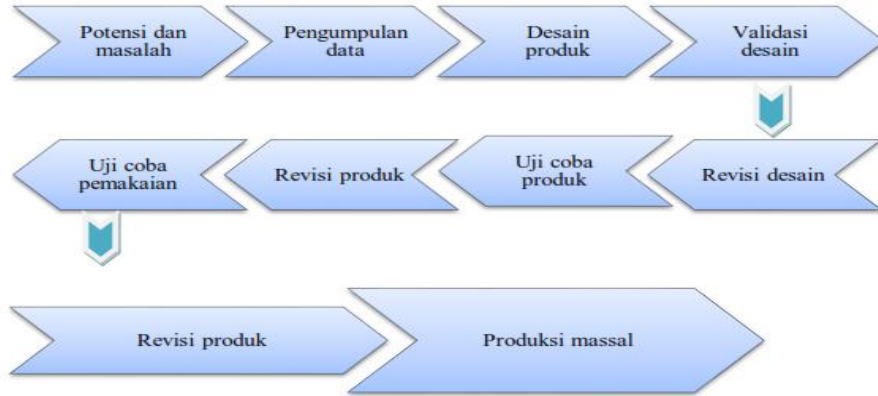 Potensi dan
masalah
Pengumpulan
data
Desain
produk
Validasi
desain
Revisi desain
Uji coba
produk
Revisi produk
Uji coba
pemakaian
Revisi produk
Produksi massal